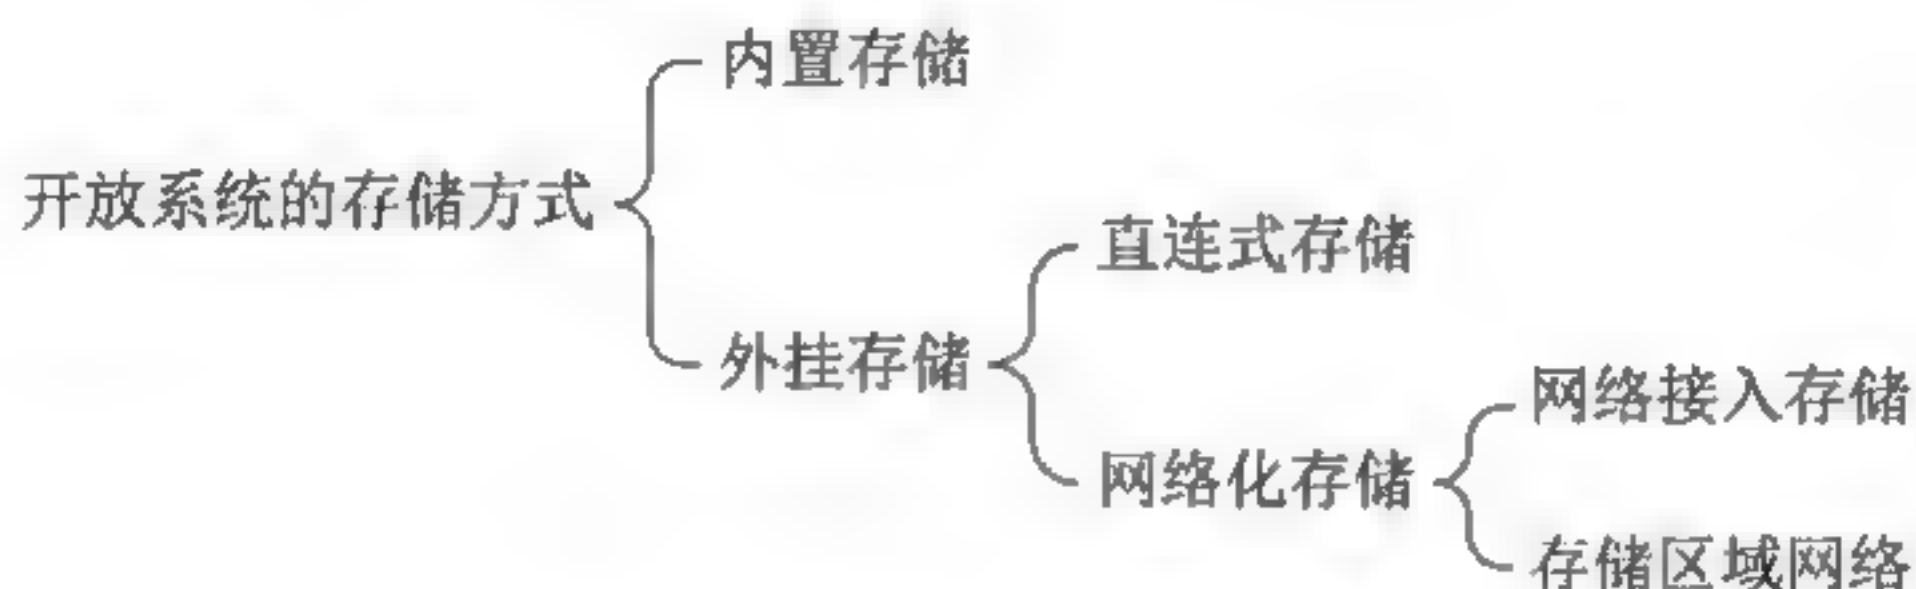 内置存储
开放系统的存储方式
直连式存储
外挂存储
网络接入存储
网络化存储
存储区域网络